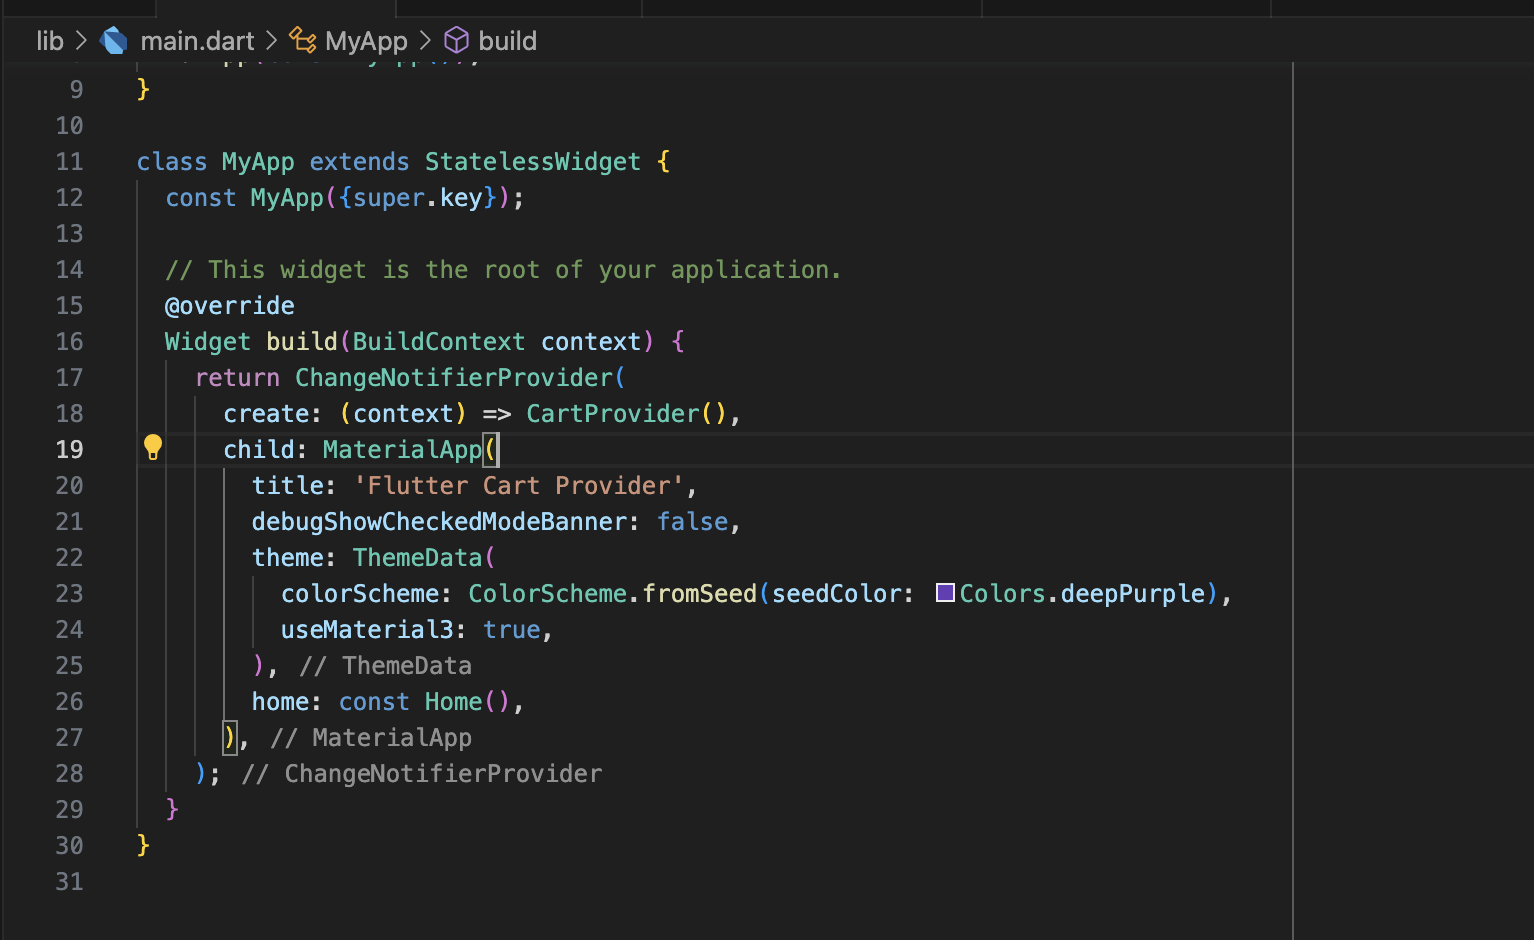 lib > main.dart > MyApp > build
9 }
10
11 class MyApp extends StatelessWidget {
12 const MyApp({super.key});
13
14 // This widget is the root of your application.
15 @override
16 Widget build(BuildContext context) {
17 return ChangeNotifierProvider(
18 create: (context) => CartProvider(),
19 child: MaterialApp(
20 title: 'Flutter Cart Provider',
21 debugShowCheckedModeBanner: false,
22 theme: ThemeData(
23 colorScheme: ColorScheme.fromSeed(seedColor: Colors.deepPurple),
24 useMaterial3: true,
25 ), // ThemeData
26 home: const Home(),
27 ), // MaterialApp
28 ); // ChangeNotifierProvider
29 }
30 }
31